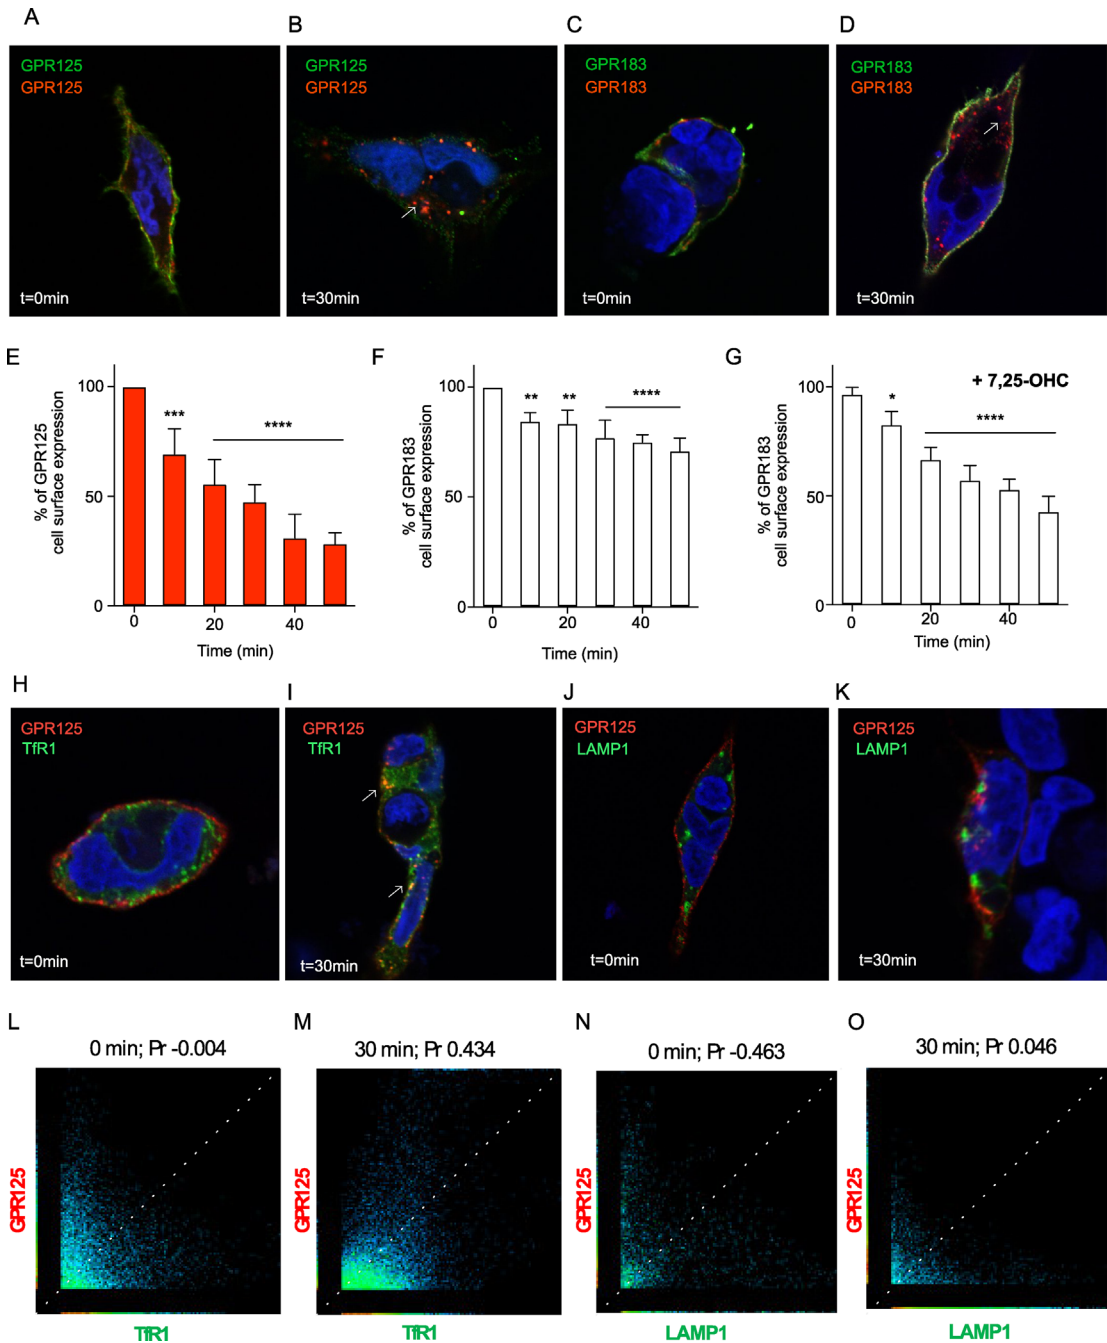 A
B
C
D
GPR125
GPR125
t=0min
GPR125
GPR125
t=30min
GPR183
GPR183
t=0min
GPR183
GPR183
t=30min
E
% of GPR125
cell surface expression
100
50
0
***
****
0
20
40
Time (min)
F
% of GPR183
cell surface expression
100
50
0
**
**
****
0
20
40
Time (min)
G
+ 7,25-OHC
% of GPR183
cell surface expression
100
50
0
*
****
0
20
40
Time (min)
H
I
J
K
GPR125
TfR1
t=0min
GPR125
TfR1
t=30min
GPR125
LAMP1
t=0min
GPR125
LAMP1
t=30min
L
0 min; Pr -0.004
GPR125
TfR1
M
30 min; Pr 0.434
GPR125
TfR1
N
0 min; Pr -0.463
GPR125
LAMP1
O
30 min; Pr 0.046
GPR125
LAMP1